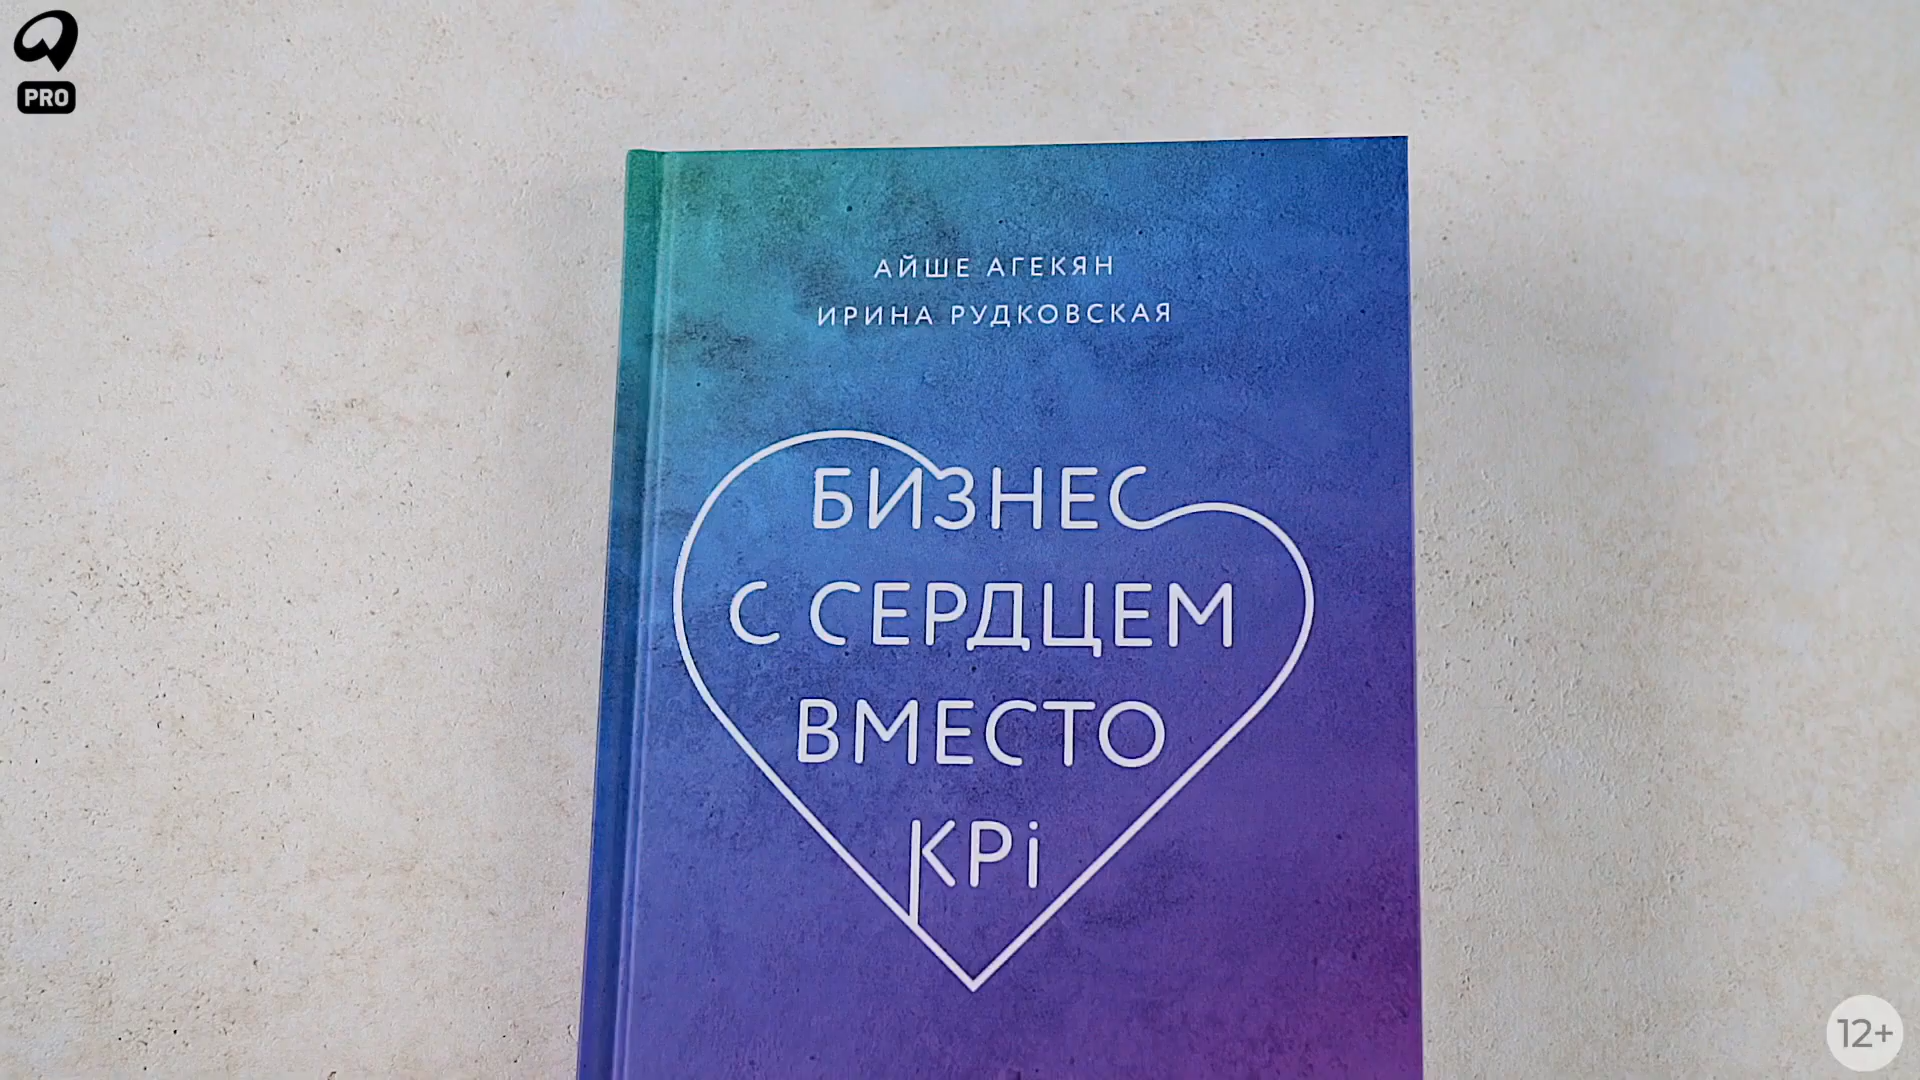 PRO
АЙШЕ АГЕКЯН
ИРИНА РУДКОВСКАЯ
БИЗНЕС
С СЕРДЦЕМ
ВМЕСТО
KPi
12+